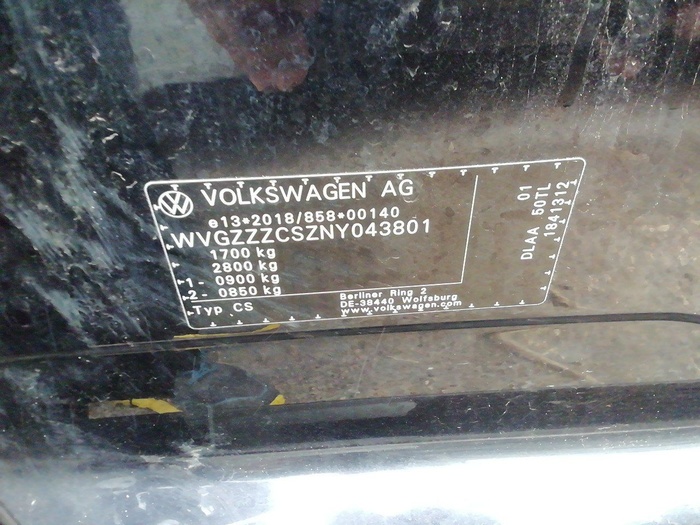 VOLKSWAGEN AG
e13*2018/858*00140
WVGZZZCSZNY043801
1700 kg
2800 kg
1 - 0900 kg
2 - 0850 kg
Typ CS
Berliner Ring 2
DE-38440 Wolfsburg
www.volkswagen.com
01
DLAA 50TL
1841312